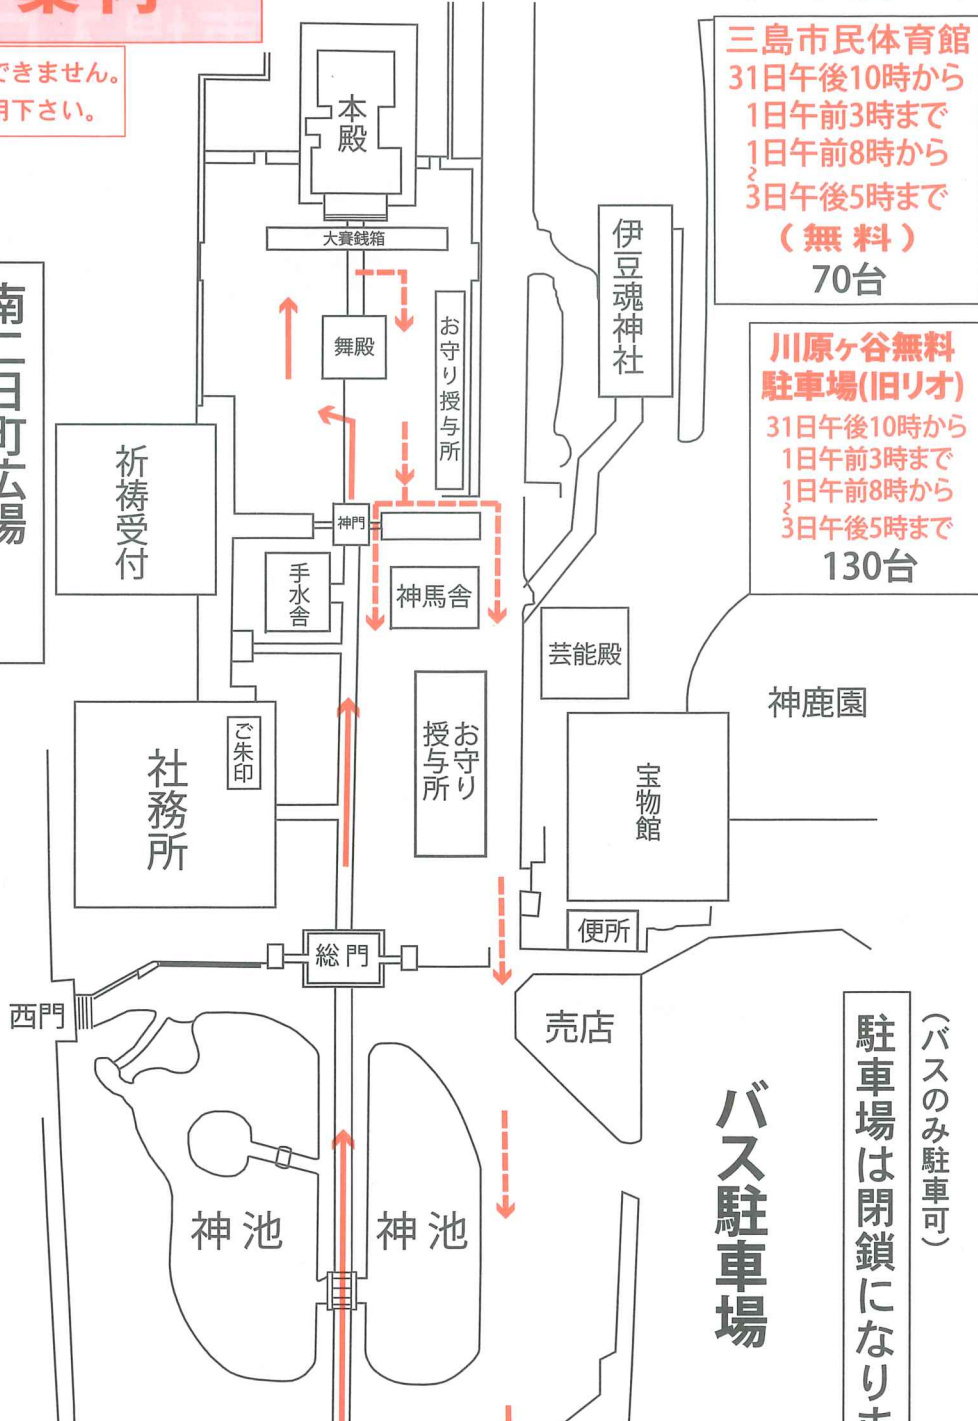 案内
できません。
用下さい。
三島市民体育館
31日午後10時から
1日午前3時まで
1日午前8時から
～
3日午後5時まで
（無料）
70台
川原ヶ谷無料
駐車場(旧リオ)
31日午後10時から
1日午前3時まで
1日午前8時から
～
3日午後5時まで
130台
南二日町広場
本殿
大賽銭箱
伊豆魂神社
舞殿
お守り授与所
祈祷受付
神門
手水舎
神馬舎
芸能殿
神鹿園
ご朱印
社務所
お守り
授与所
宝物館
便所
総門
西門
売店
（バスのみ駐車可）
駐車場は閉鎖になりま
バス駐車場
神池
神池